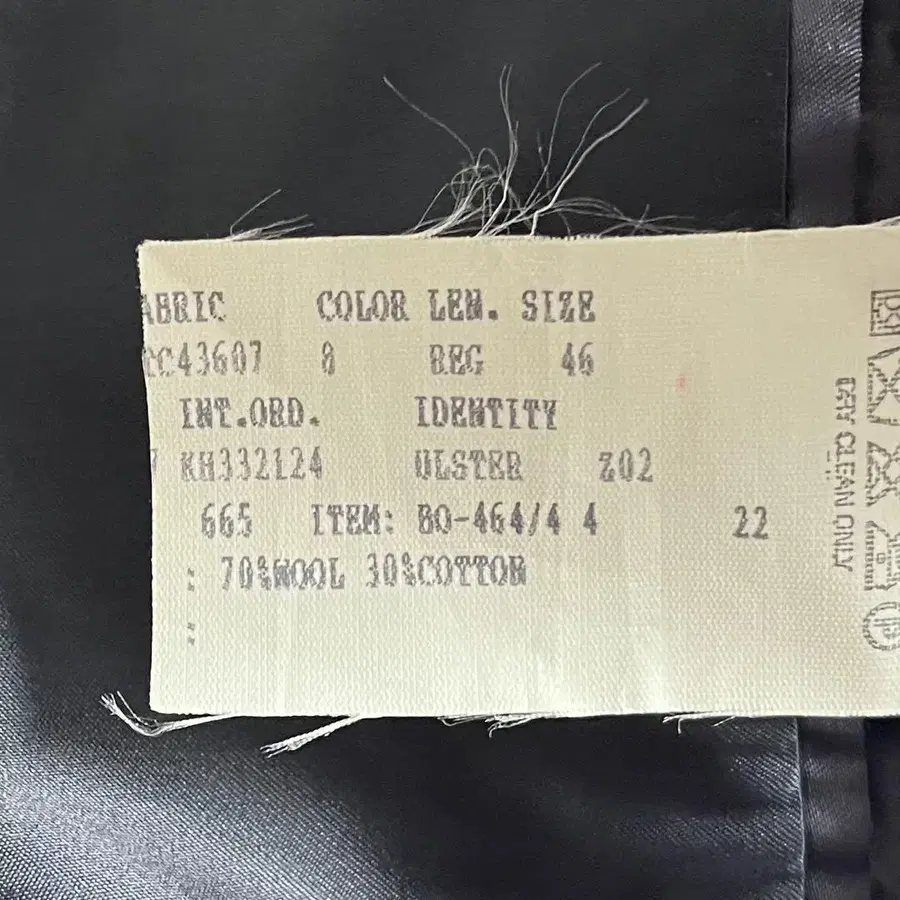 ABRIC COLOR LEN. SIZE
CC43607 8 REG 46
INT.ORD. IDENTITY
KH332124 ULSTER Z02
665 ITEM: BO-464/4 4 22
: 70%WOOL 30%COTTON
DRY CLEAN ONLY